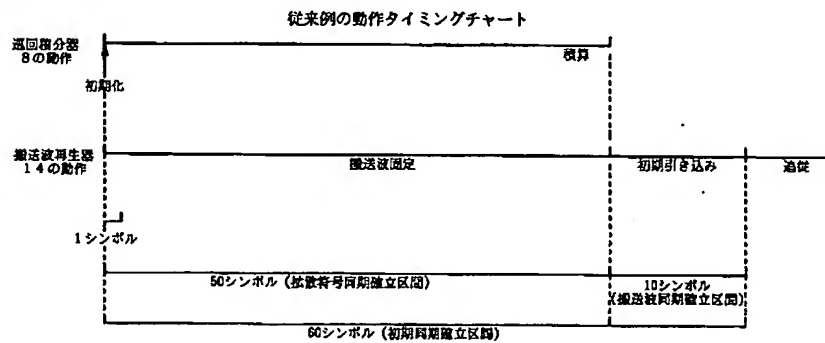 従来例の動作タイミングチャート
巡回積分器
8の動作
積算
初期化
搬送波再生器
14の動作
搬送波固定
初期引き込み
追従
1シンボル
50シンボル (拡散符号同期確立区間)
10シンボル
(搬送波同期確立区間)
60シンボル (初期同期確立区間)